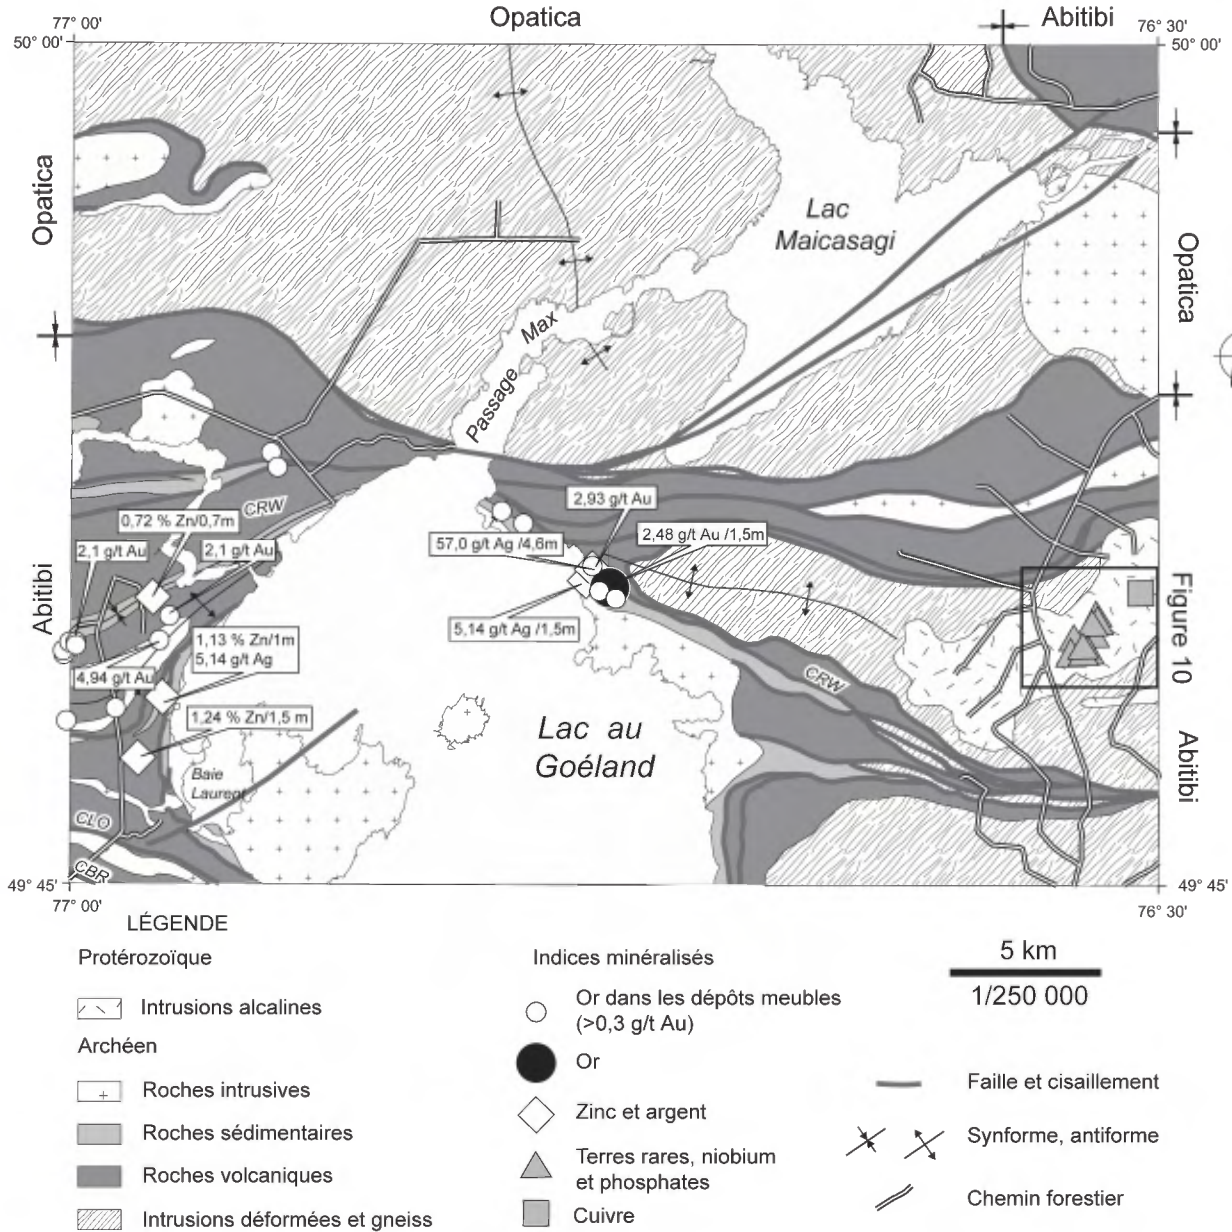 Opatica
Abitibi
77° 00'
76° 30'
50° 00'
50° 00'
Opatica
Lac
Maicasagi
Opatica
Max
Passage
2,93 g/t Au
CRW
0,72 % Zn/0,7m
57,0 g/t Ag /4,6m
2,48 g/t Au /1,5m
2,1 g/t Au
2,1 g/t Au
Abitibi
Figure 10
5,14 g/t Ag /1,5m
1,13 % Zn/1m
5,14 g/t Ag
4,94 g/t Au
CRW
1,24 % Zn/1,5 m
Lac au
Goéland
Abitibi
Baie
Laurent
CLO
CBR
49° 45'
49° 45'
77° 00'
76° 30'
LÉGENDE
Protérozoïque
Intrusions alcalines
Archéen
Roches intrusives
Roches sédimentaires
Roches volcaniques
Intrusions déformées et gneiss
Indices minéralisés
Or dans les dépôts meubles
(>0,3 g/t Au)
Or
Zinc et argent
Terres rares, niobium
et phosphates
Cuivre
5 km
1/250 000
Faille et cisaillement
Synforme, antiforme
Chemin forestier